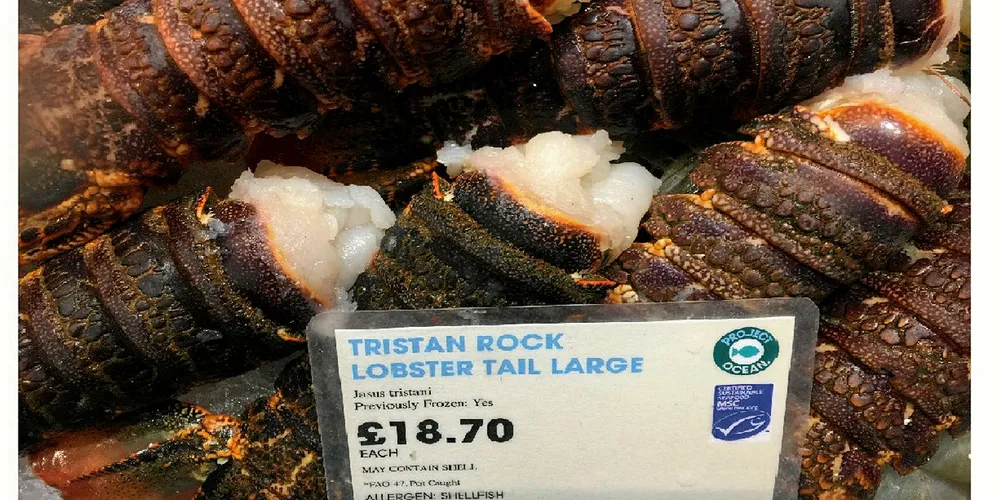 TRISTAN ROCK
LOBSTER TAIL LARGE
PROJECT
OCEAN
Jasus tristani
Previously Frozen: Yes
CERTIFIED
SUSTAINABLE
SEAFOOD
MSC
£18.70
EACH
MAY CONTAIN SHELL
*FAO 47, Pot Caught
ALLERGEN: SHELLFISH